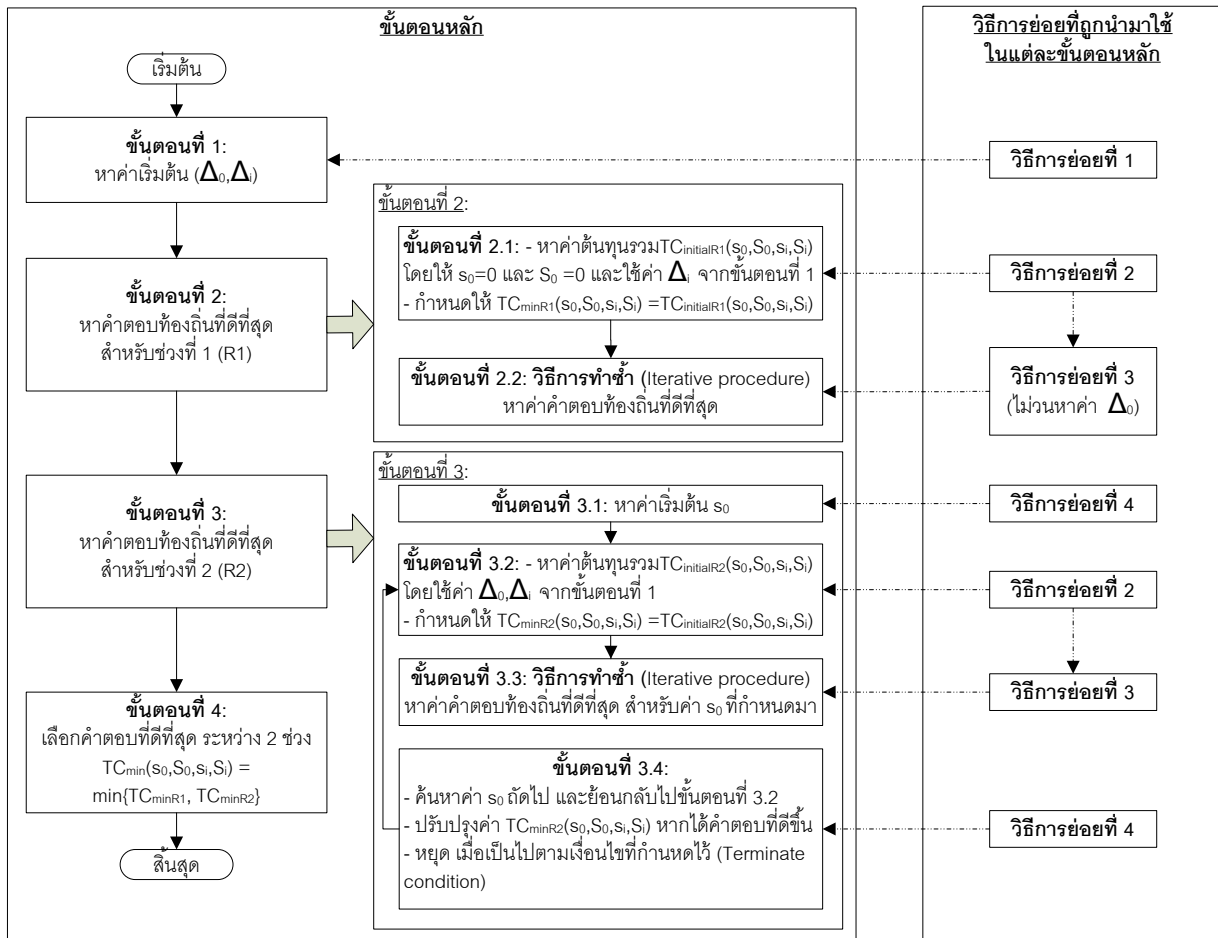 ขั้นตอนหลัก
เริ่มต้น
ขั้นตอนที่ 1:
หาค่าเริ่มต้น (Δ₀,Δᵢ)
ขั้นตอนที่ 2:
หาคำตอบท้องถิ่นที่ดีที่สุด
สำหรับช่วงที่ 1 (R1)
ขั้นตอนที่ 3:
หาคำตอบท้องถิ่นที่ดีที่สุด
สำหรับช่วงที่ 2 (R2)
ขั้นตอนที่ 4:
เลือกคำตอบที่ดีที่สุด ระหว่าง 2 ช่วง
TCmin(s₀,S₀,sᵢ,Sᵢ) =
min{TCminR1, TCminR2}
สิ้นสุด
ขั้นตอนที่ 2:
ขั้นตอนที่ 2.1: - หาค่าต้นทุนรวมTCinitialR1(s₀,S₀,sᵢ,Sᵢ)
โดยให้ s₀=0 และ S₀ =0 และใช้ค่า Δᵢ จากขั้นตอนที่ 1
- กำหนดให้ TCminR1(s₀,S₀,sᵢ,Sᵢ) =TCinitialR1(s₀,S₀,sᵢ,Sᵢ)
ขั้นตอนที่ 2.2: วิธีการทำซ้ำ (Iterative procedure)
หาค่าคำตอบท้องถิ่นที่ดีที่สุด
ขั้นตอนที่ 3:
ขั้นตอนที่ 3.1: หาค่าเริ่มต้น s₀
ขั้นตอนที่ 3.2: - หาค่าต้นทุนรวมTCinitialR2(s₀,S₀,sᵢ,Sᵢ)
โดยใช้ค่า Δ₀,Δᵢ จากขั้นตอนที่ 1
- กำหนดให้ TCminR2(s₀,S₀,sᵢ,Sᵢ) =TCinitialR2(s₀,S₀,sᵢ,Sᵢ)
ขั้นตอนที่ 3.3: วิธีการทำซ้ำ (Iterative procedure)
หาค่าคำตอบท้องถิ่นที่ดีที่สุด สำหรับค่า s₀ ที่กำหนดมา
ขั้นตอนที่ 3.4:
- ค้นหาค่า s₀ ถัดไป และย้อนกลับไปขั้นตอนที่ 3.2
- ปรับปรุงค่า TCminR2(s₀,S₀,sᵢ,Sᵢ) หากได้คำตอบที่ดีขึ้น
- หยุด เมื่อเป็นไปตามเงื่อนไขที่กำนหดไว้ (Terminate
condition)
วิธีการย่อยที่ถูกนำมาใช้
ในแต่ละขั้นตอนหลัก
วิธีการย่อยที่ 1
วิธีการย่อยที่ 2
วิธีการย่อยที่ 3
(ไม่วนหาค่า Δ₀)
วิธีการย่อยที่ 4
วิธีการย่อยที่ 2
วิธีการย่อยที่ 3
วิธีการย่อยที่ 4